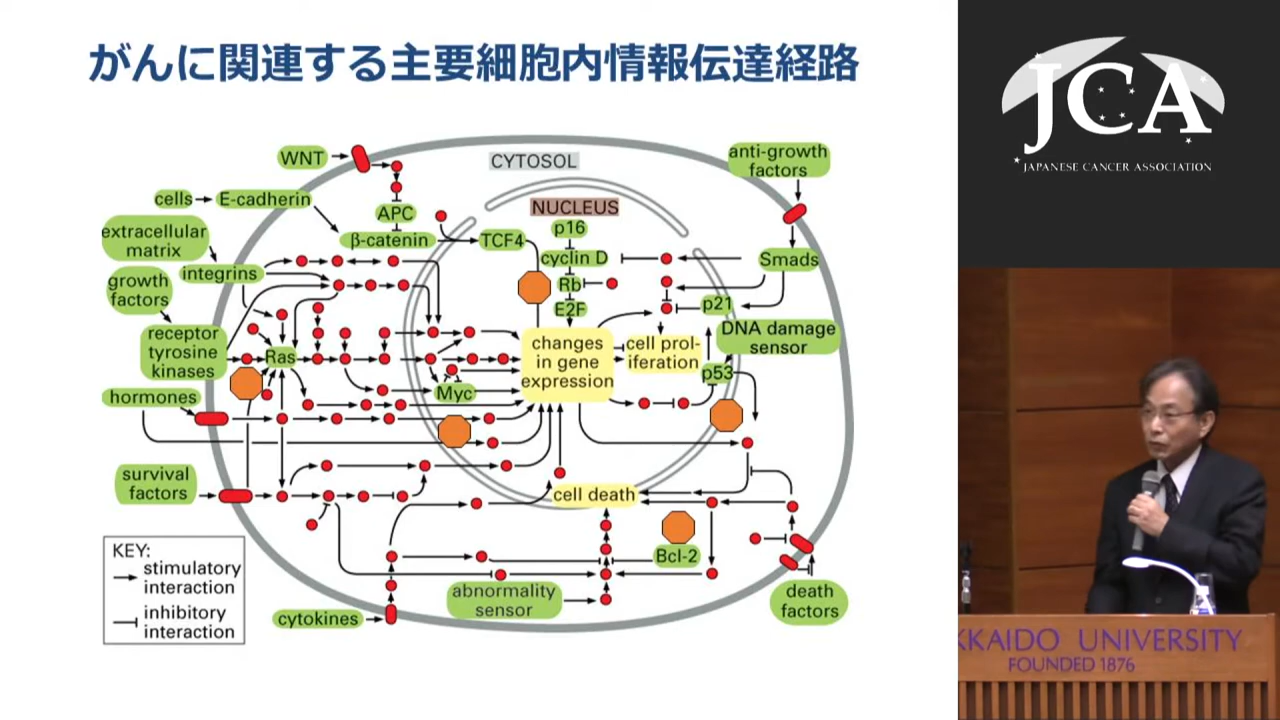 がんに関連する主要細胞内情報伝達経路
WNT
CYTOSOL
anti-growth
factors
cells
E-cadherin
NUCLEUS
APC
p16
extracellular
matrix
β-catenin
TCF4
cyclin D
Smads
integrins
growth
factors
Rb
E2F
p21
receptor
tyrosine
kinases
Ras
changes
in gene
expression
cell prol-
iferation
DNA damage
sensor
p53
hormones
Myc
survival
factors
cell death
Bcl-2
KEY:
stimulatory
interaction
inhibitory
interaction
abnormality
sensor
death
factors
cytokines
JCA
JAPANESE CANCER ASSOCIATION
KKAIDO UNIVERSITY
FOUNDED 1876